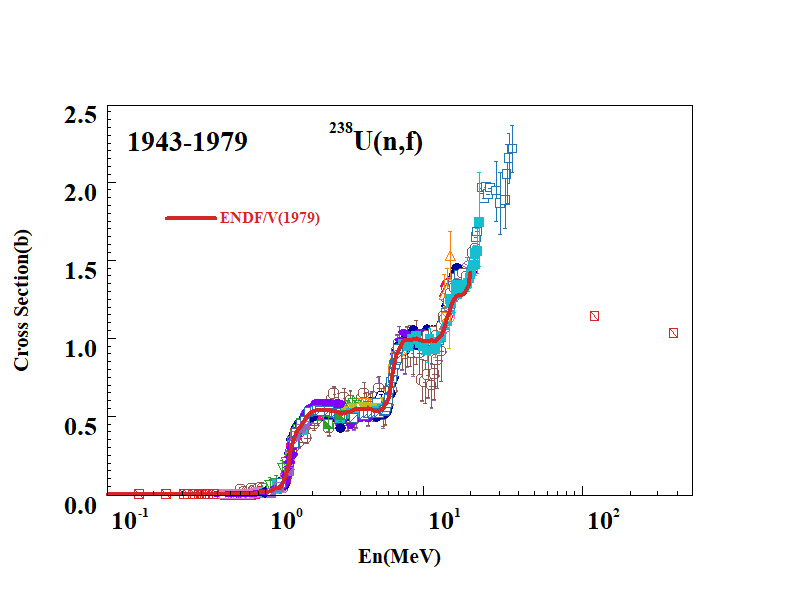 2.5
1943-1979
²³⁸U(n,f)
2.0
ENDF/V(1979)
1.5
Cross Section(b)
1.0
0.5
0.0
10⁻¹ 10⁰ 10¹ 10²
En(MeV)